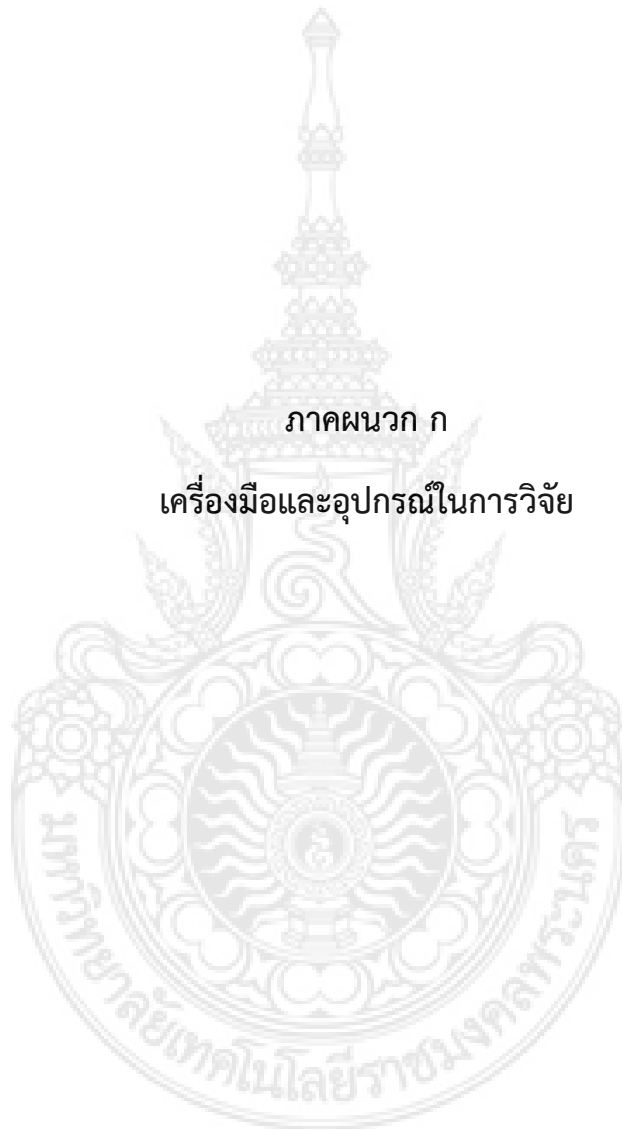 ภาคผนวก ก
เครื่องมือและอุปกรณ์ในการวิจัย
มหาวิทยาลัยเทคโนโลยีราชมงคลพระนคร